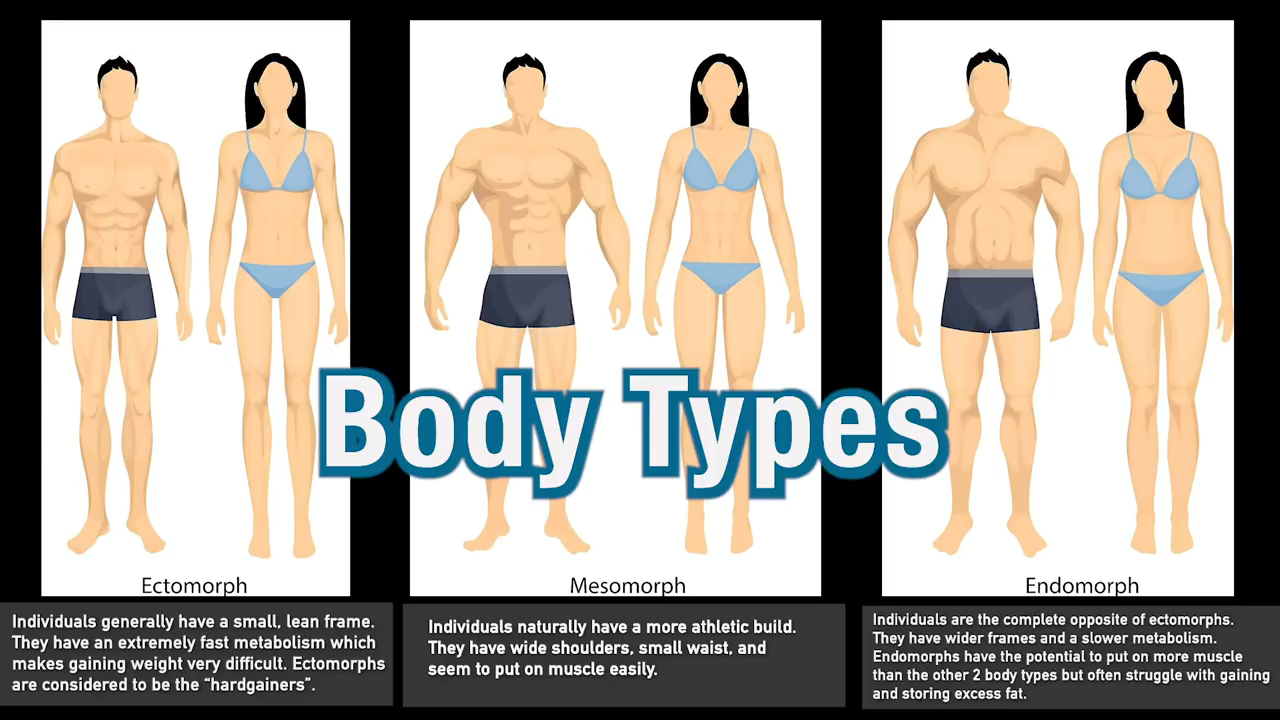 Body Types
Ectomorph
Individuals generally have a small, lean frame.
They have an extremely fast metabolism which
makes gaining weight very difficult. Ectomorphs
are considered to be the “hardgainers”.
Mesomorph
Individuals naturally have a more athletic build.
They have wide shoulders, small waist, and
seem to put on muscle easily.
Endomorph
Individuals are the complete opposite of ectomorphs.
They have wider frames and a slower metabolism.
Endomorphs have the potential to put on more muscle
than the other 2 body types but often struggle with gaining
and storing excess fat.